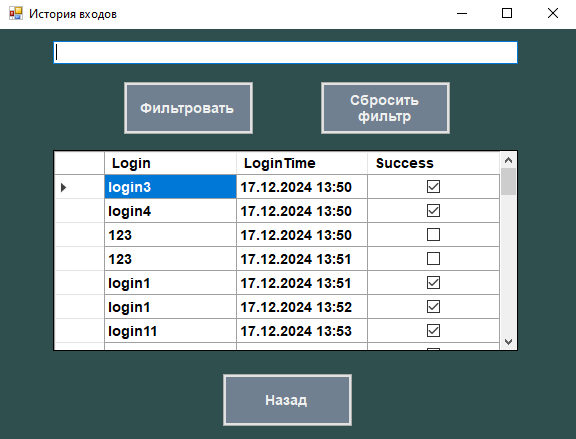 История входов
Фильтровать
Сбросить
фильтр
Login LoginTime Success
login3 17.12.2024 13:50
login4 17.12.2024 13:50
123 17.12.2024 13:50
123 17.12.2024 13:51
login1 17.12.2024 13:51
login1 17.12.2024 13:52
login11 17.12.2024 13:53
Назад